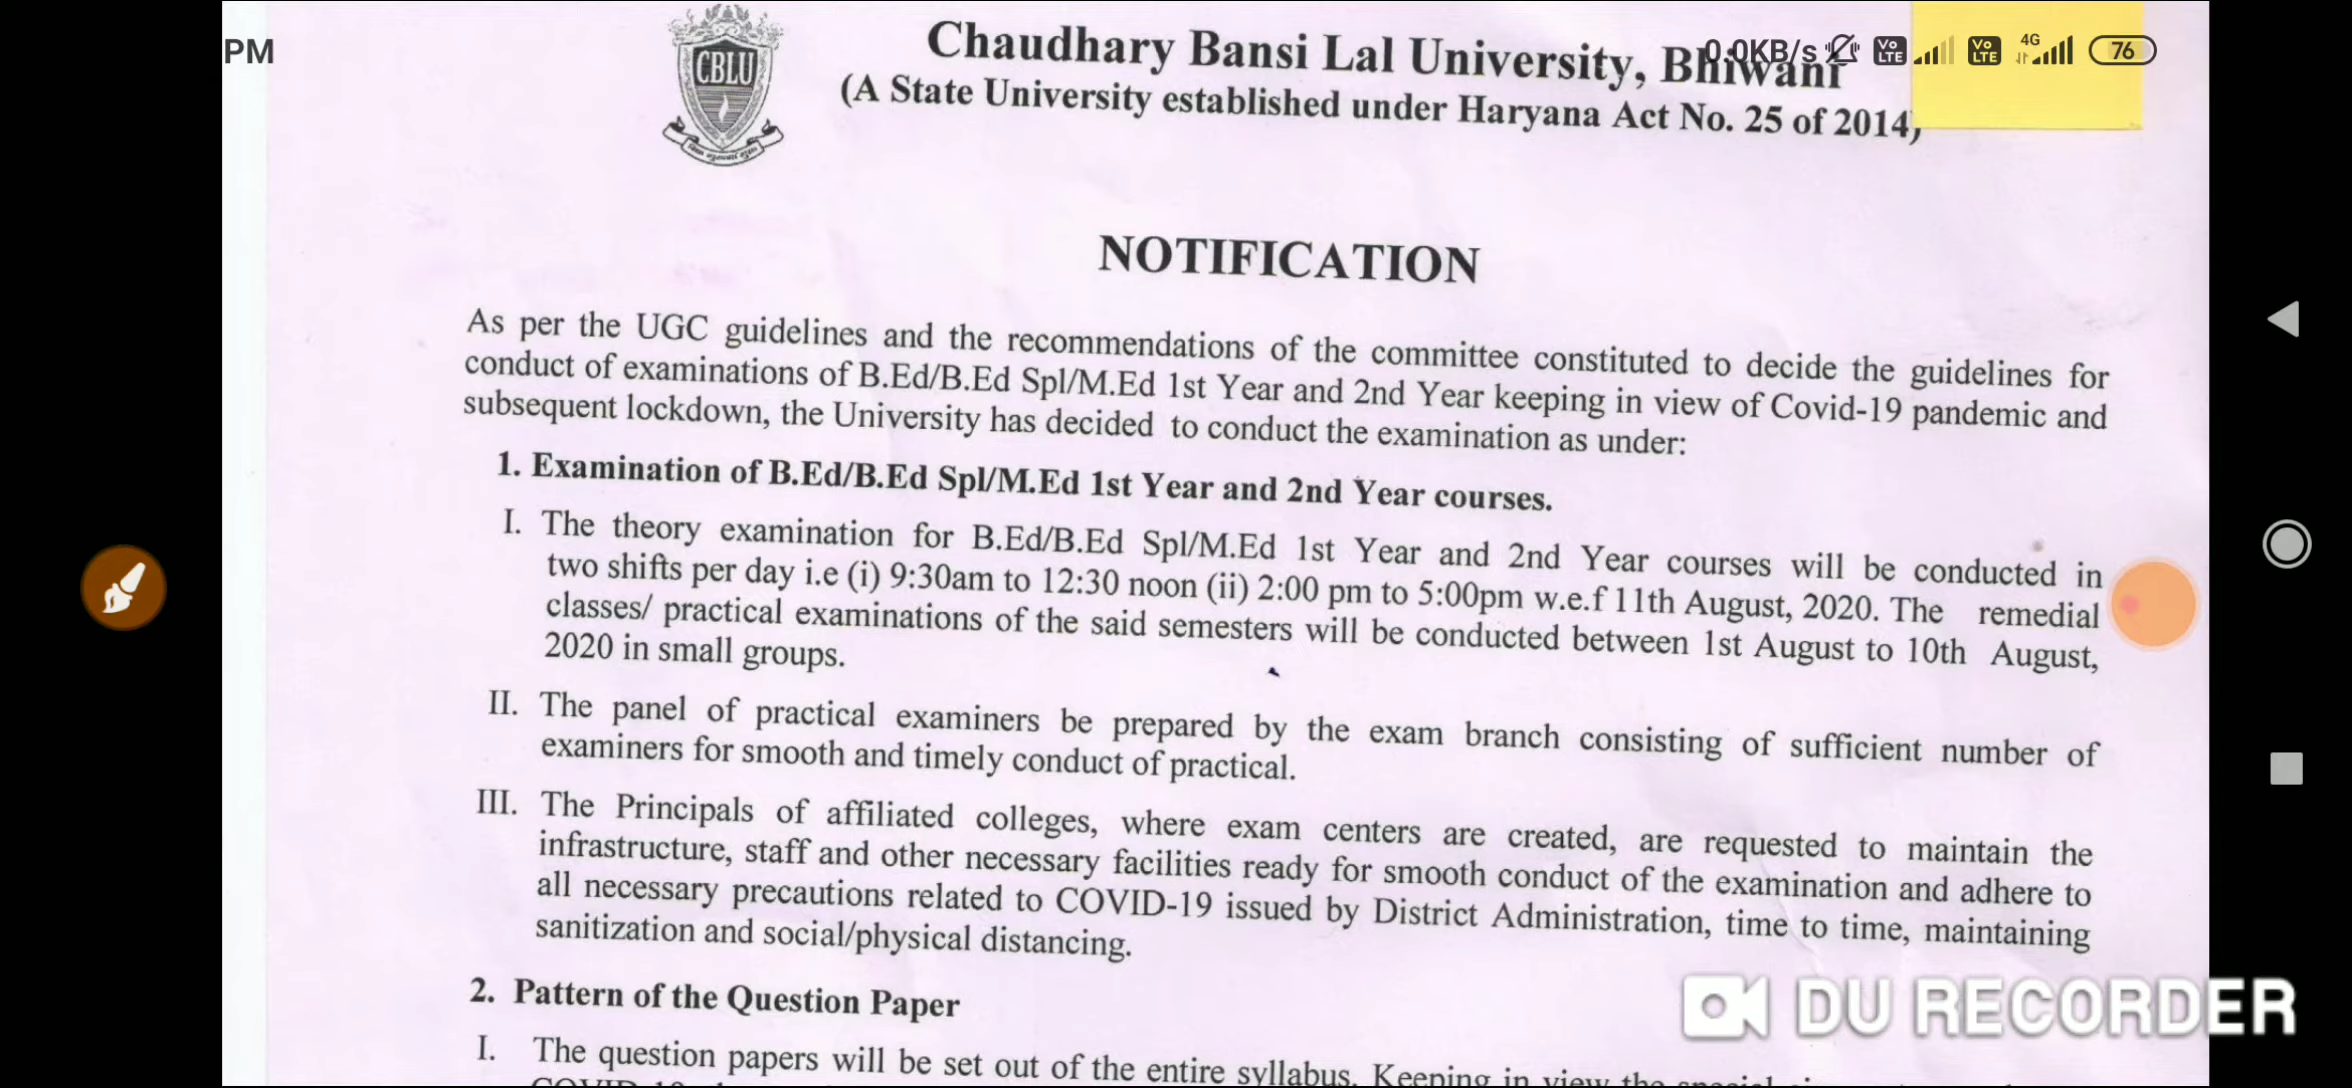 PM
0.0KB/s
Vo LTE
Vo LTE
4G
76
CBLU
Chaudhary Bansi Lal University, Bhiwani
(A State University established under Haryana Act No. 25 of 2014)
NOTIFICATION
As per the UGC guidelines and the recommendations of the committee constituted to decide the guidelines for
conduct of examinations of B.Ed/B.Ed Spl/M.Ed 1st Year and 2nd Year keeping in view of Covid-19 pandemic and
subsequent lockdown, the University has decided to conduct the examination as under:
1. Examination of B.Ed/B.Ed Spl/M.Ed 1st Year and 2nd Year courses.
I. The theory examination for B.Ed/B.Ed Spl/M.Ed 1st Year and 2nd Year courses will be conducted in
two shifts per day i.e (i) 9:30am to 12:30 noon (ii) 2:00 pm to 5:00pm w.e.f 11th August, 2020. The remedial
classes/ practical examinations of the said semesters will be conducted between 1st August to 10th August,
2020 in small groups.
II. The panel of practical examiners be prepared by the exam branch consisting of sufficient number of
examiners for smooth and timely conduct of practical.
III. The Principals of affiliated colleges, where exam centers are created, are requested to maintain the
infrastructure, staff and other necessary facilities ready for smooth conduct of the examination and adhere to
all necessary precautions related to COVID-19 issued by District Administration, time to time, maintaining
sanitization and social/physical distancing.
2. Pattern of the Question Paper
I. The question papers will be set out of the entire syllabus. Keeping in view the
DU RECORDER